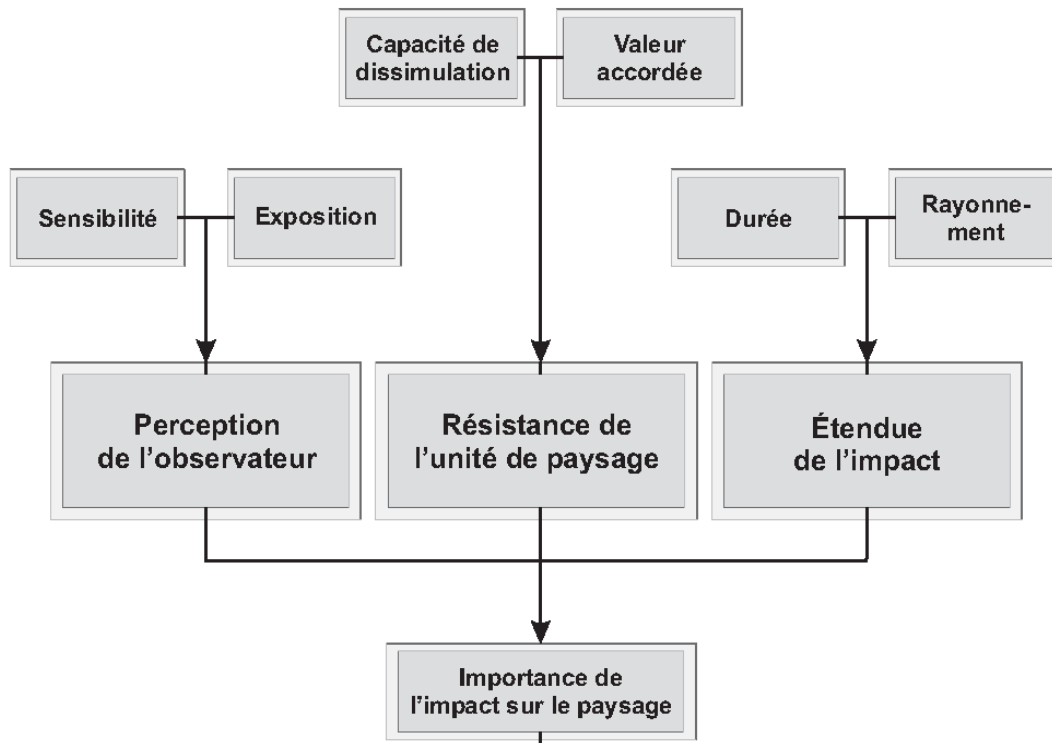 Capacité de
dissimulation
Valeur
accordée
Sensibilité
Exposition
Durée
Rayonne-
ment
Perception
de l'observateur
Résistance de
l'unité de paysage
Étendue
de l'impact
Importance de
l'impact sur le paysage